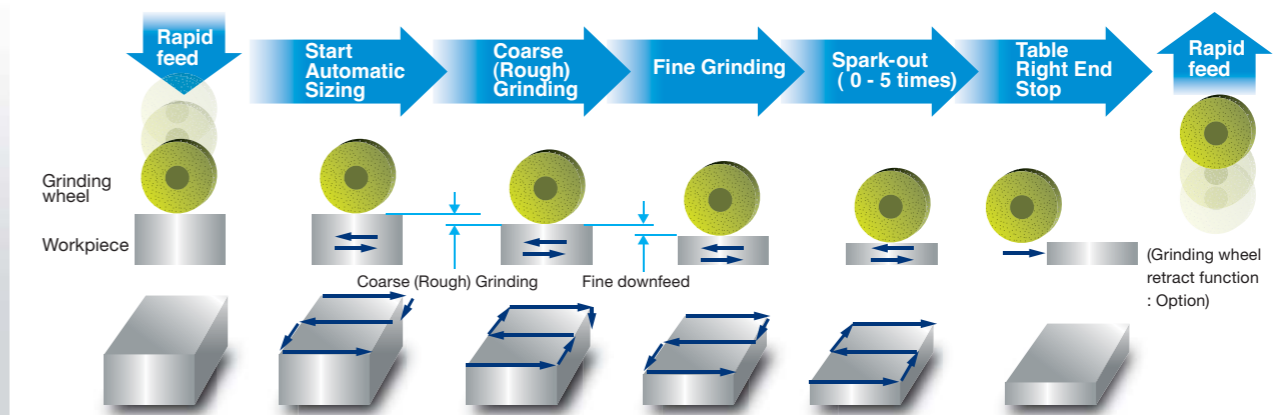 Rapid
feed
Start
Automatic
Sizing
Coarse
(Rough)
Grinding
Fine Grinding
Spark-out
( 0 - 5 times)
Table
Right End
Stop
Rapid
feed
Grinding
wheel
Workpiece
Coarse (Rough) Grinding
Fine downfeed
(Grinding wheel
retract function
: Option)